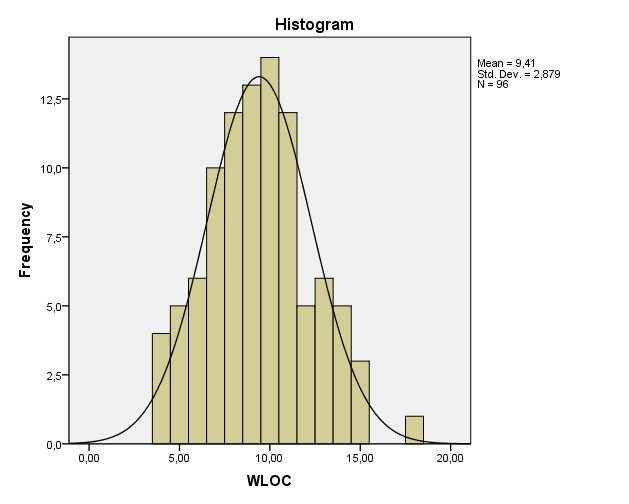 Histogram
Mean = 9,41
Std. Dev. = 2,879
N = 96
Frequency
12,5
10,0
7,5
5,0
2,5
0,0
0,00 5,00 10,00 15,00 20,00
WLOC